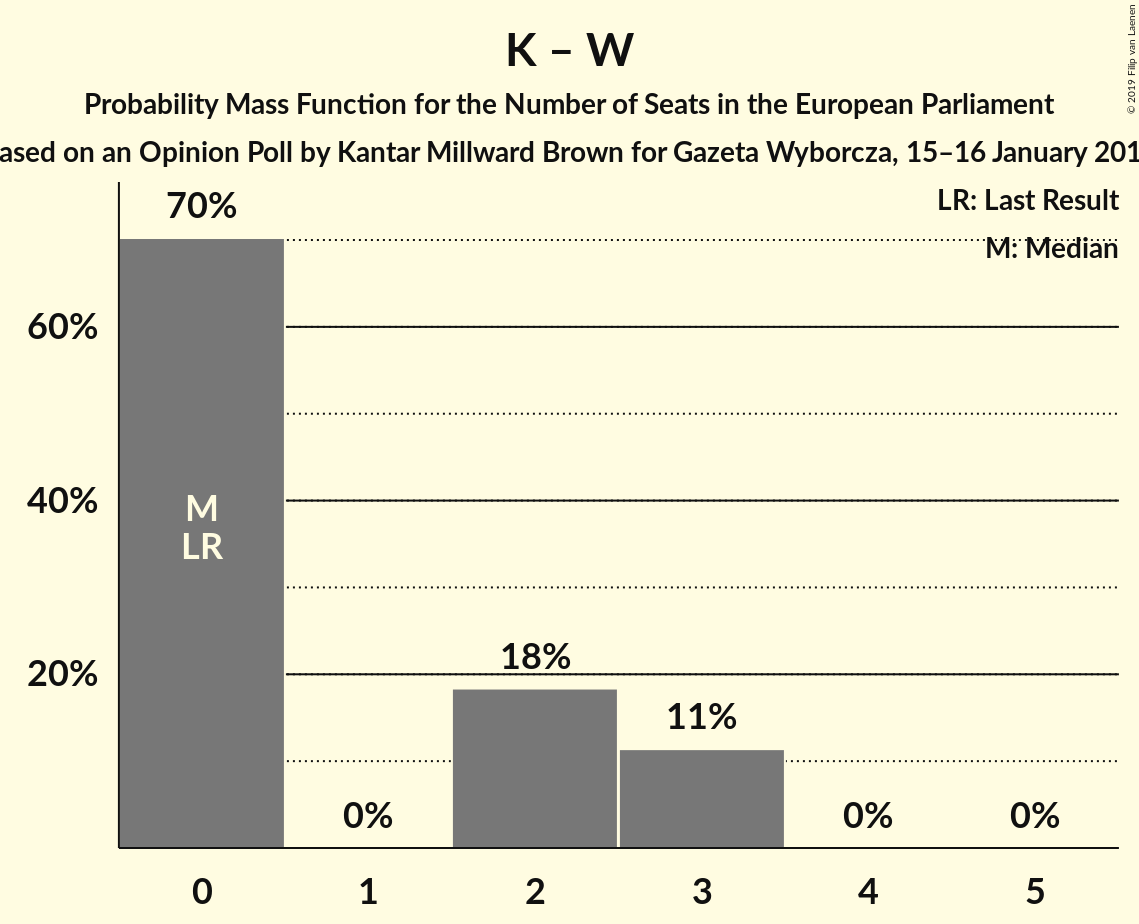 K – W
Probability Mass Function for the Number of Seats in the European Parliament
ased on an Opinion Poll by Kantar Millward Brown for Gazeta Wyborcza, 15–16 January 201
© 2019 Filip van Laenen
LR: Last Result
M: Median
70%
60%
40%
20%
M
LR
18%
11%
0%
0%
0%
0 1 2 3 4 5